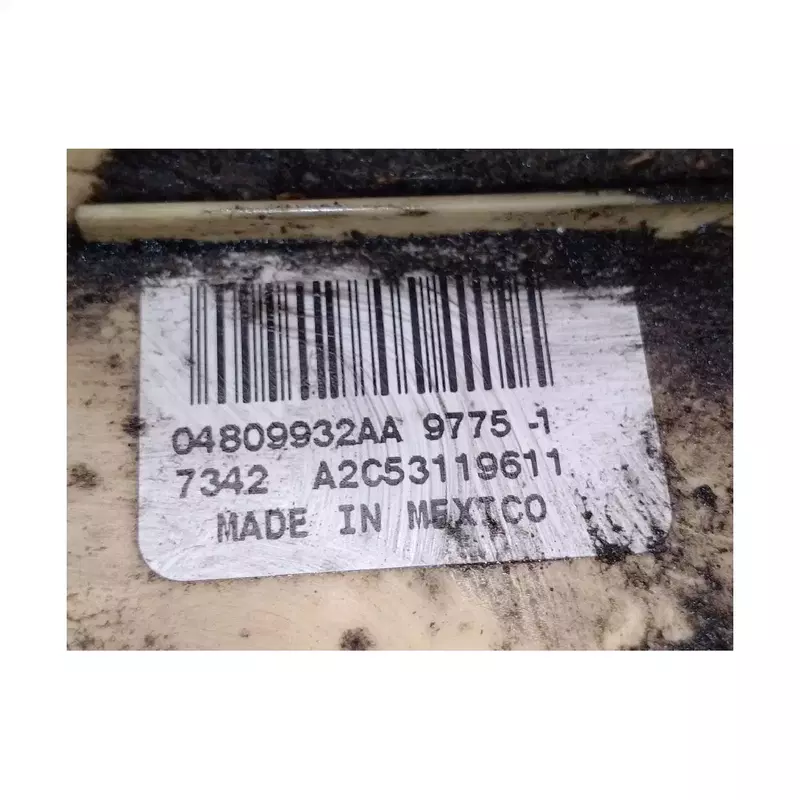 04809932AA 9775-1
7342 A2C53119611
MADE IN MEXICO